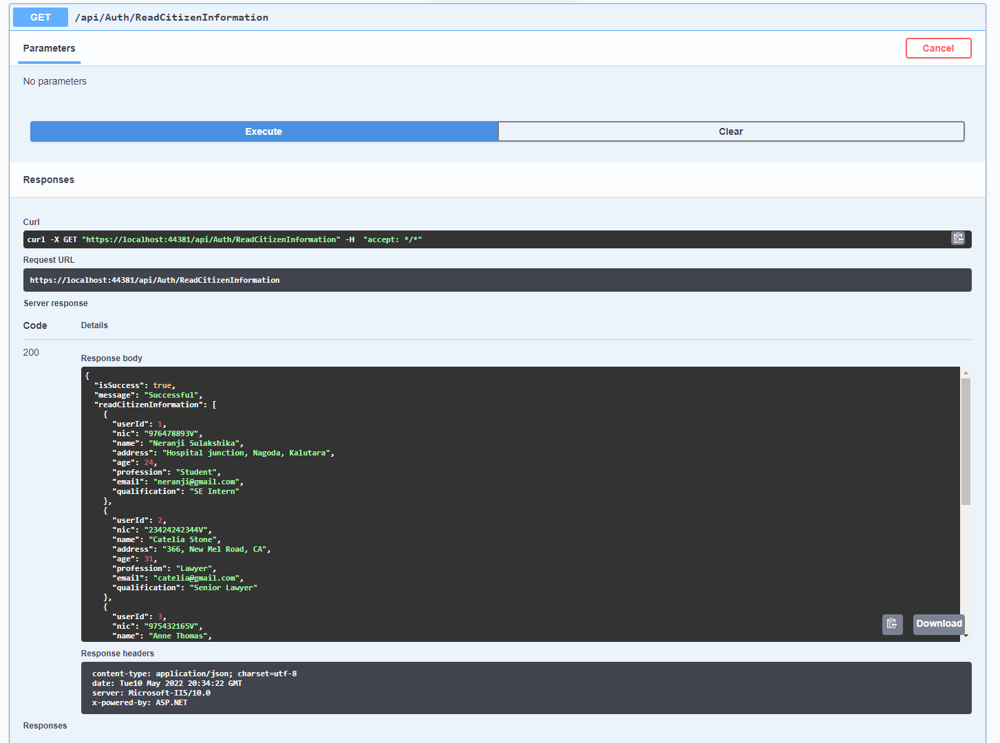 GET /api/Auth/ReadCitizenInformation
Parameters Cancel
No parameters
Execute Clear
Responses
Curl
curl -X GET "https://localhost:44381/api/Auth/ReadCitizenInformation" -H  "accept: */*"
Request URL
https://localhost:44381/api/Auth/ReadCitizenInformation
Server response
Code Details
200
Response body
{
  "isSuccess": true,
  "message": "Successful",
  "readCitizenInformation": [
    {
      "userId": 1,
      "nic": "976478893V",
      "name": "Neranji Sulakshika",
      "address": "Hospital junction, Nagoda, Kalutara",
      "age": 24,
      "profession": "Student",
      "email": "neranji@gmail.com",
      "qualification": "SE Intern"
    },
    {
      "userId": 2,
      "nic": "23424242344V",
      "name": "Catelia Stone",
      "address": "366, New Mel Road, CA",
      "age": 31,
      "profession": "Lawyer",
      "email": "catelia@gmail.com",
      "qualification": "Senior Lawyer"
    },
    {
      "userId": 3,
      "nic": "975432165V",
      "name": "Anne Thomas",
Download
Response headers
content-type: application/json; charset=utf-8
date: Tue10 May 2022 20:34:22 GMT
server: Microsoft-IIS/10.0
x-powered-by: ASP.NET
Responses